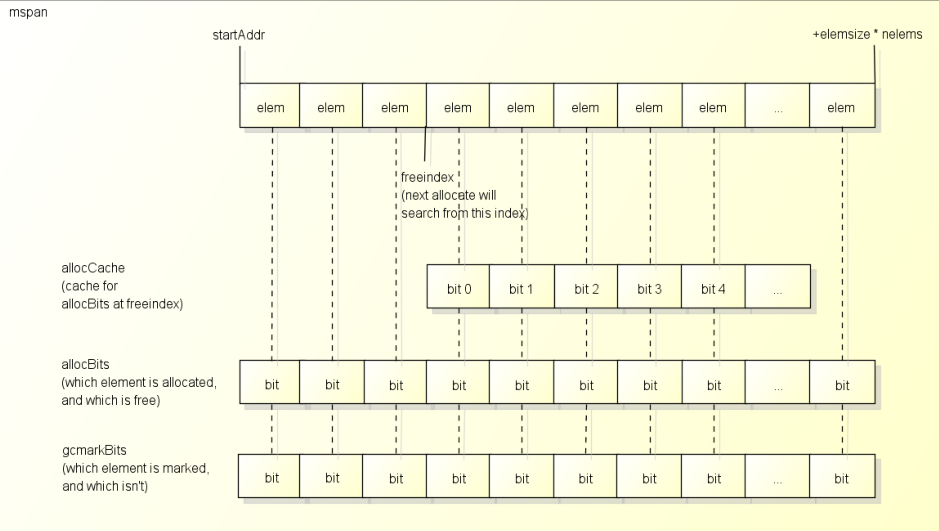 mspan
startAddr +elemsize * nelems
elem elem elem elem elem elem elem elem ... elem
freeindex
(next allocate will
search from this index)
allocCache
(cache for
allocBits at freeindex)
bit 0 bit 1 bit 2 bit 3 bit 4 ...
allocBits
(which element is allocated,
and which is free)
bit bit bit bit bit bit bit bit ... bit
gcmarkBits
(which element is marked,
and which isn't)
bit bit bit bit bit bit bit bit ... bit